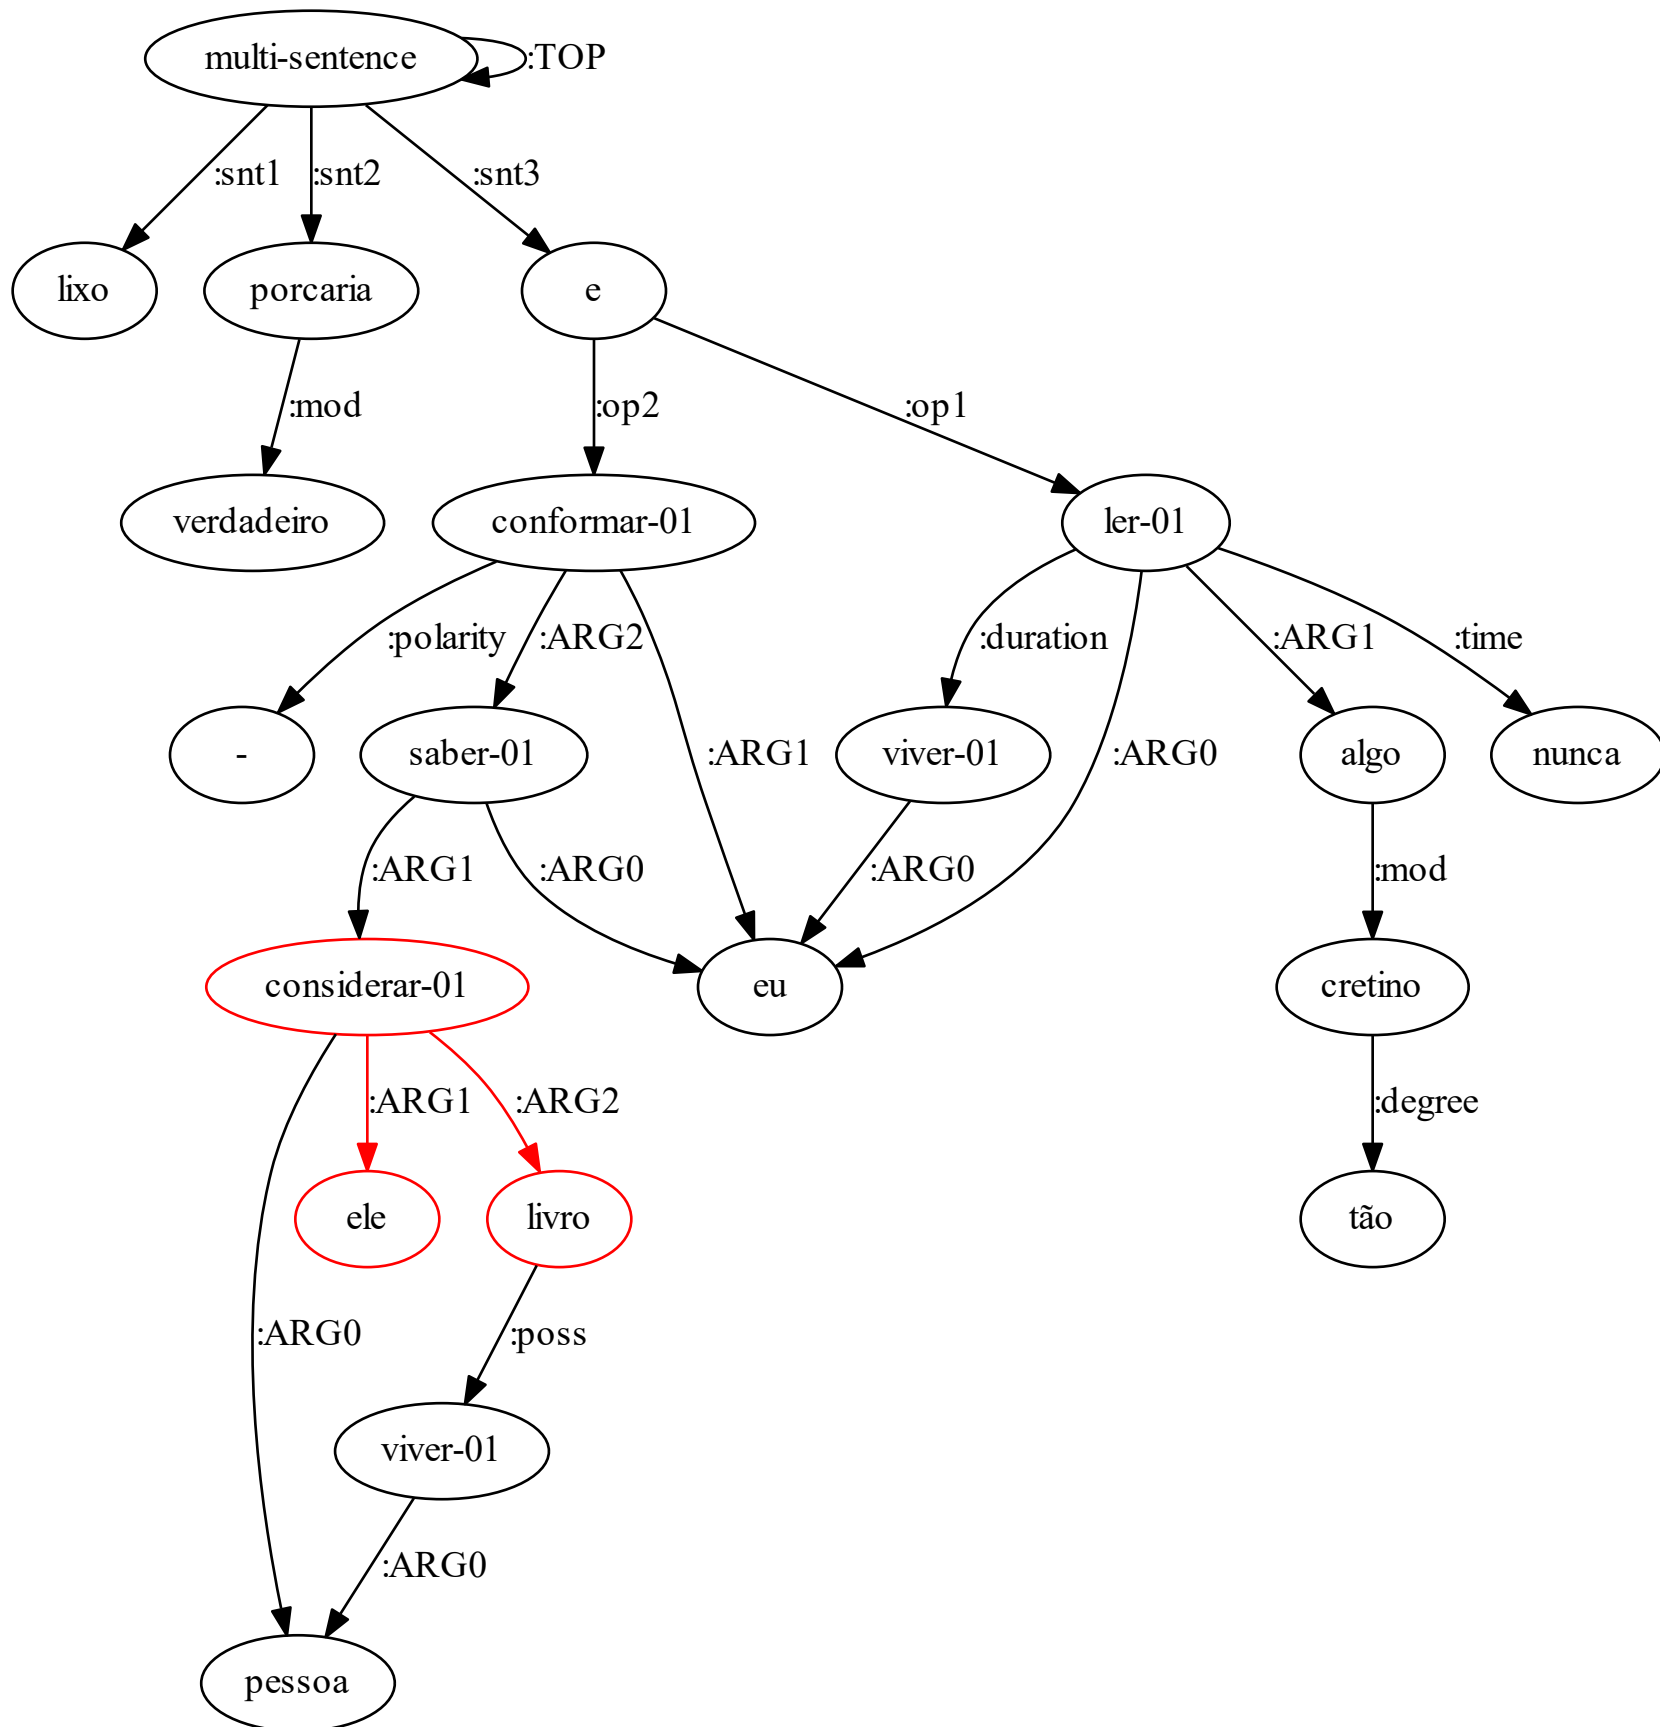 multi-sentence :TOP
:snt1 :snt2 :snt3
lixo porcaria e
:mod :op2 :op1
verdadeiro conformar-01 ler-01
:polarity :ARG2 :duration :ARG1 :time
- saber-01 :ARG1 viver-01 :ARG0 algo nunca
:ARG1 :ARG0 :ARG0 :mod
considerar-01 eu cretino
:ARG1 :ARG2 :degree
ele livro tão
:ARG0 :poss
viver-01
:ARG0
pessoa